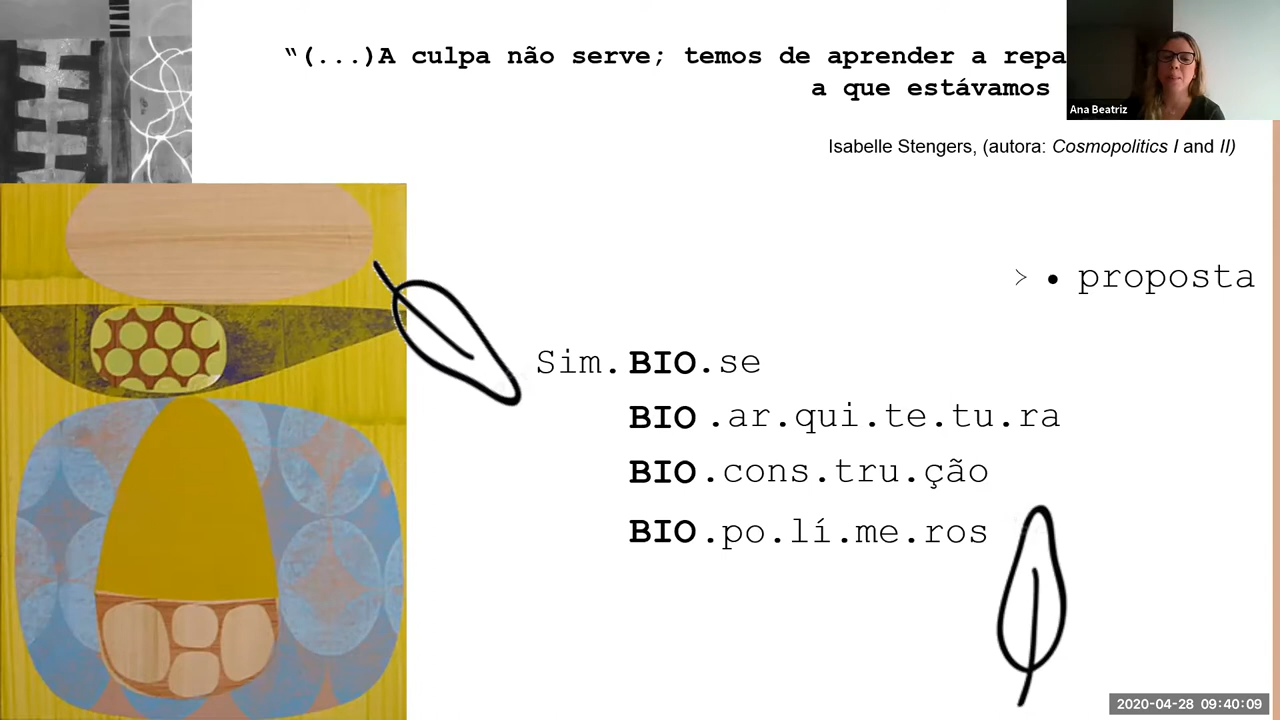 “(...)A culpa não serve; temos de aprender a
a que estávamos
Ana Beatriz
Isabelle Stengers, (autora: Cosmopolitics I and II)
> • proposta
Sim.BIO.se
BIO.ar.qui.te.tu.ra
BIO.cons.tru.ção
BIO.po.lí.me.ros
2020-04-28 09:40:09